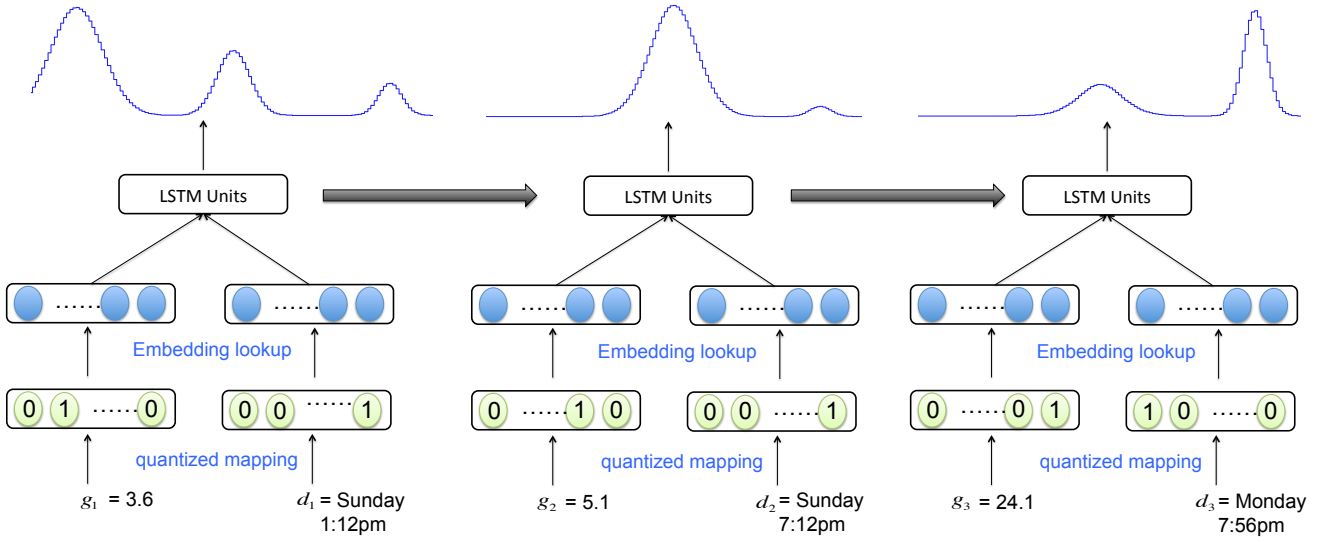 LSTM Units LSTM Units LSTM Units
...... ...... ...... ...... ...... ......
Embedding lookup Embedding lookup Embedding lookup
0 1 ...... 0 0 0 ...... 1 0 ...... 1 0 0 0 ...... 1 0 ...... 0 1 1 0 ...... 0
quantized mapping quantized mapping quantized mapping
g₁ = 3.6 d₁ = Sunday g₂ = 5.1 d₂ = Sunday g₃ = 24.1 d₃ = Monday
1:12pm 7:12pm 7:56pm